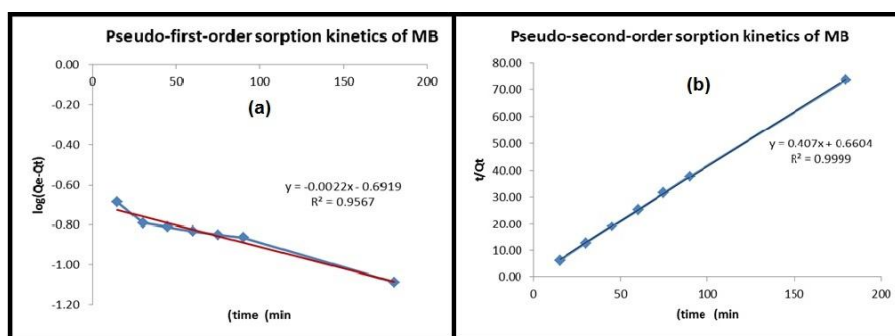 Pseudo-first-order sorption kinetics of MB
0.00
0 50 100 150 200
-0.20
(a)
-0.40
-0.60
-0.80
-1.00
-1.20
log(Qe-Qt)
y = -0.0022x - 0.6919
R² = 0.9567
(time (min
Pseudo-second-order sorption kinetics of MB
80.00
(b)
70.00
60.00
50.00
40.00
30.00
20.00
10.00
0.00
t/Qt
y = 0.407x + 0.6604
R² = 0.9999
0 50 100 150 200
(time (min